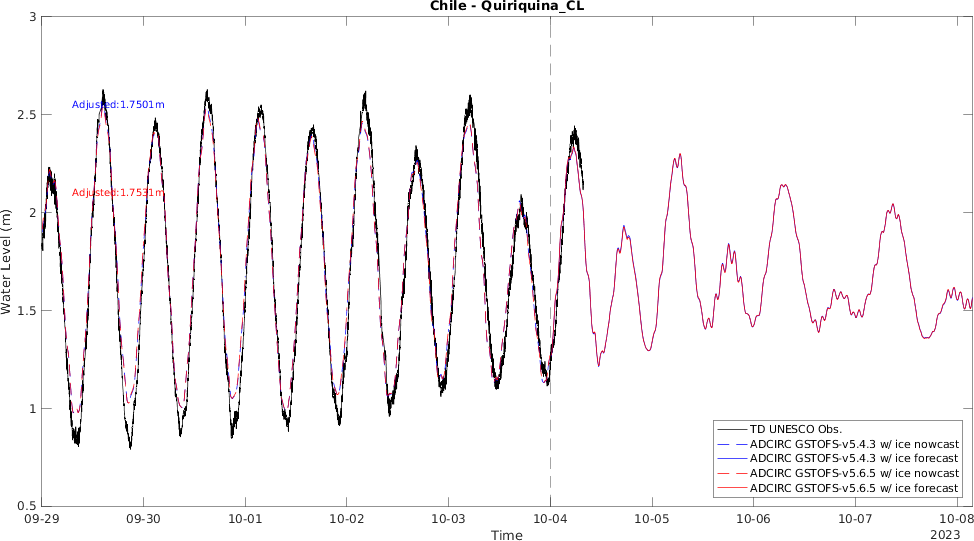 Chile - Quiriquina_CL
3
2.5
2
1.5
1
0.5
Water Level (m)
Adjusted:1.7501m
Adjusted:1.7531m
TD UNESCO Obs.
ADCIRC GSTOFS-v5.4.3 w/ ice nowcast
ADCIRC GSTOFS-v5.4.3 w/ ice forecast
ADCIRC GSTOFS-v5.6.5 w/ ice nowcast
ADCIRC GSTOFS-v5.6.5 w/ ice forecast
09-29 09-30 10-01 10-02 10-03 10-04 10-05 10-06 10-07 10-08
Time
2023